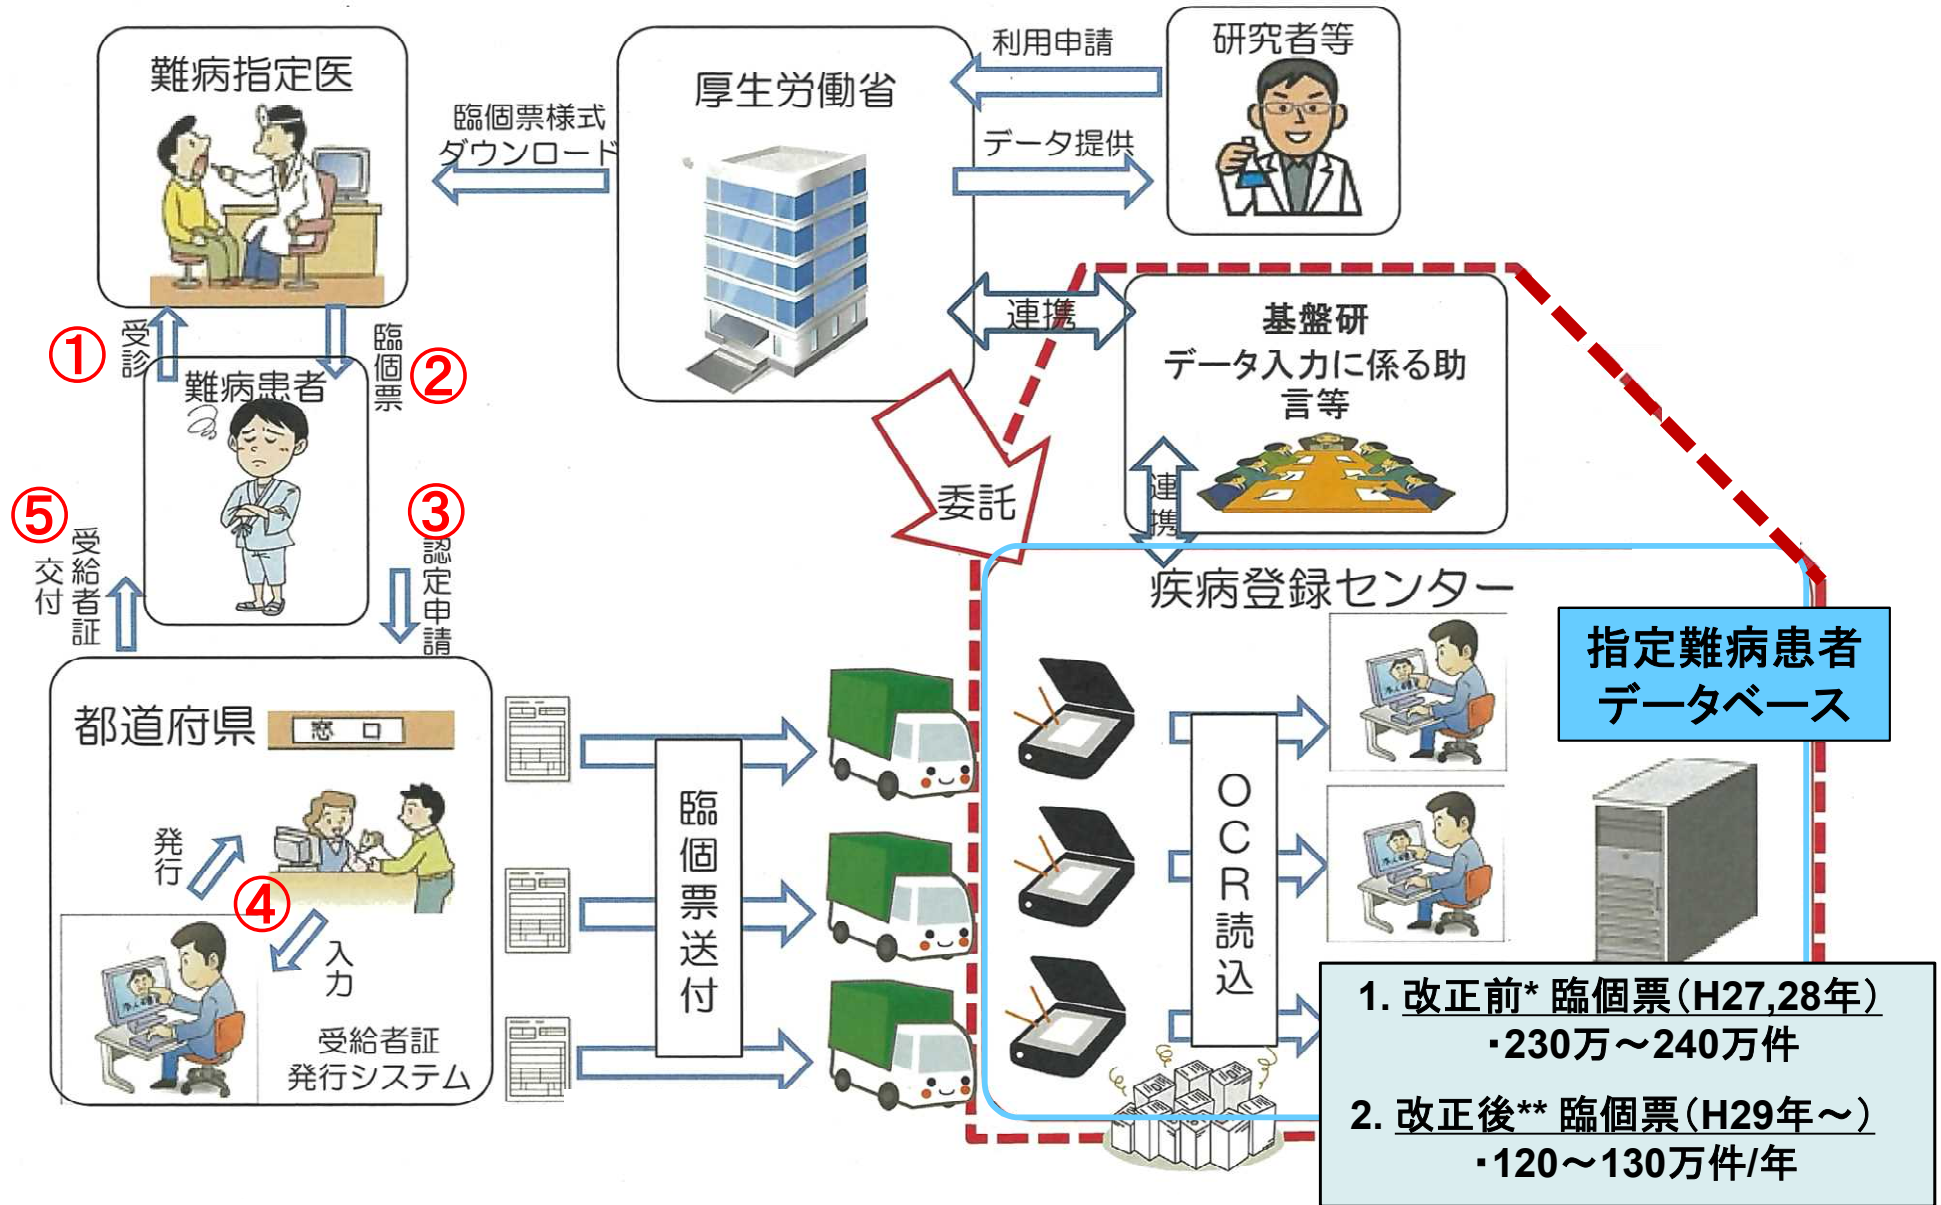 難病指定医
臨個票様式
ダウンロード
厚生労働省
利用申請
データ提供
研究者等
連携
基盤研
データ入力に係る助
言等
連携
委託
①
受診
②
臨個票
難病患者
③
認定申請
⑤
受給者証
交付
都道府県
窓口
発行
④
入力
受給者証
発行システム
臨個票送付
疾病登録センター
OCR読込
指定難病患者
データベース
1. 改正前* 臨個票（H27,28年）
・230万～240万件
2. 改正後** 臨個票（H29年～）
・120～130万件/年